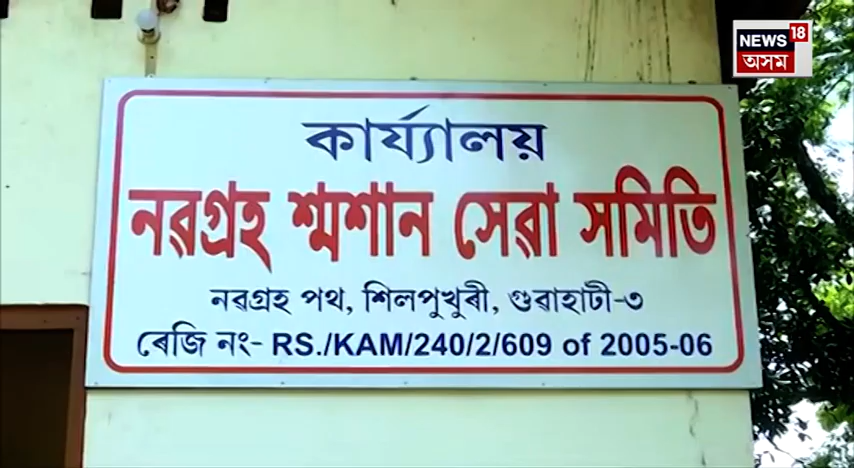 NEWS 18
অসম
কাৰ্য্যালয়
নৱগ্ৰহ শ্মশান সেৱা সমিতি
নৱগ্ৰহ পথ, শিলপুখুৰী, গুৱাহাটী-৩
ৰেজি নং- RS./KAM/240/2/609 of 2005-06